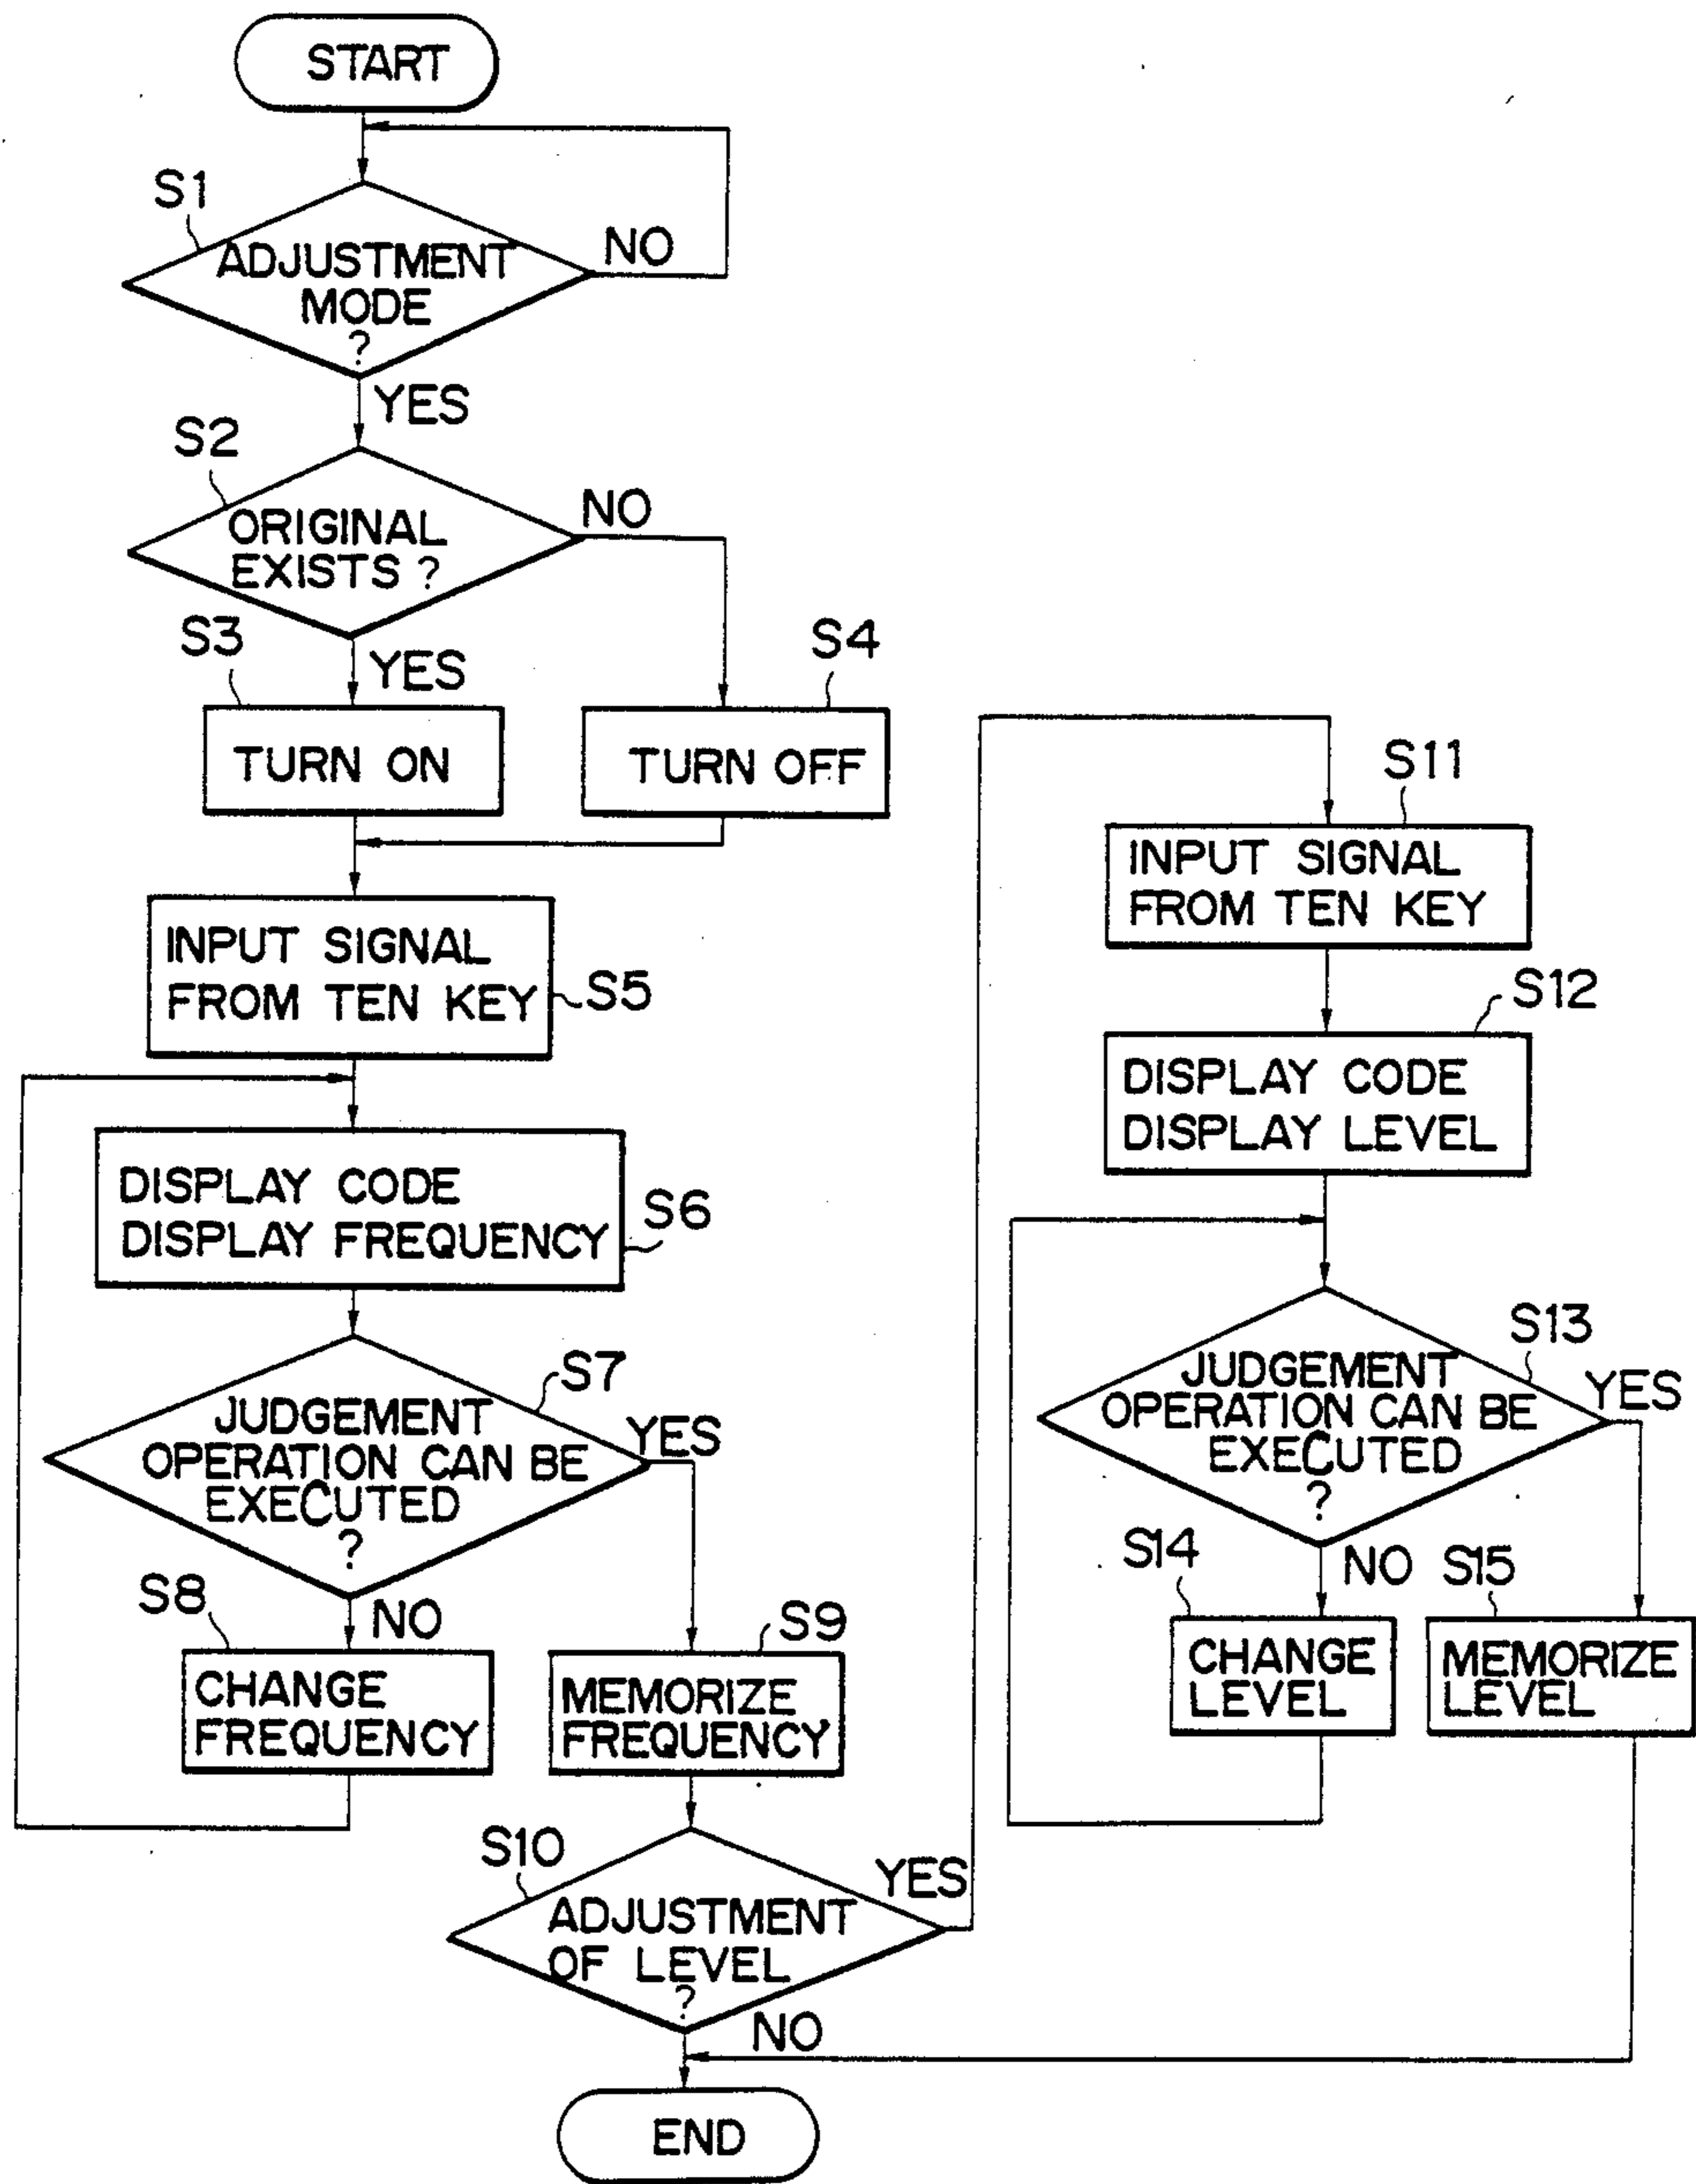 START
S1
ADJUSTMENT
MODE
?
NO
YES
S2
ORIGINAL
EXISTS ?
NO
S3
YES
S4
TURN ON
TURN OFF
INPUT SIGNAL
FROM TEN KEY
S5
DISPLAY CODE
DISPLAY FREQUENCY
S6
S7
JUDGEMENT
OPERATION CAN BE
EXECUTED
?
YES
S8
NO
S9
CHANGE
FREQUENCY
MEMORIZE
FREQUENCY
S10
ADJUSTMENT
OF LEVEL
?
YES
NO
S11
INPUT SIGNAL
FROM TEN KEY
S12
DISPLAY CODE
DISPLAY LEVEL
S13
JUDGEMENT
OPERATION CAN BE
EXECUTED
?
YES
S14
NO
S15
CHANGE
LEVEL
MEMORIZE
LEVEL
END